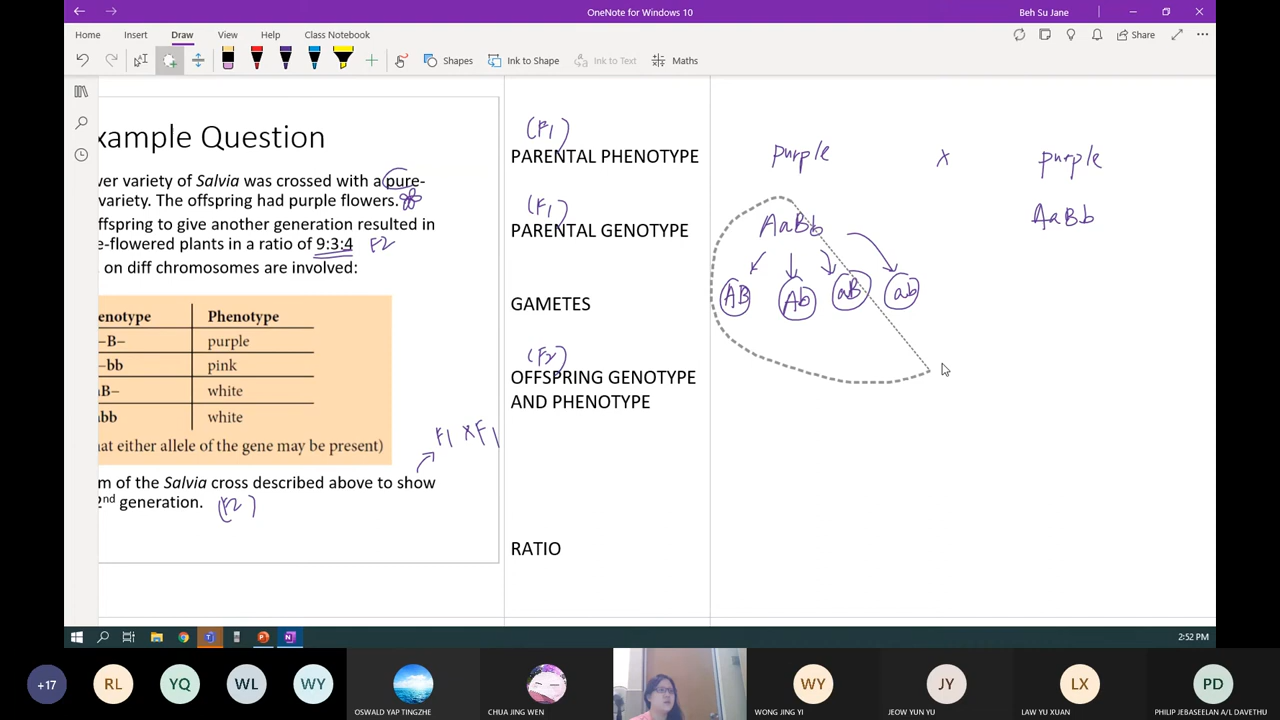 OneNote for Windows 10
Beh Su Jane
Home Insert Draw View Help Class Notebook
Share
Shapes Ink to Shape Ink to Text Maths
xample Question
ver variety of Salvia was crossed with a pure-
variety. The offspring had purple flowers.
ffspring to give another generation resulted in
e-flowered plants in a ratio of 9:3:4 F2
on diff chromosomes are involved:
enotype Phenotype
–B– purple
–bb pink
aB– white
abb white
hat either allele of the gene may be present)
F1 x F1
m of the Salvia cross described above to show
2nd generation. (F2)
(F1)
PARENTAL PHENOTYPE
purple x purple
(F1)
PARENTAL GENOTYPE
AaBb AaBb
GAMETES
AB Ab aB ab
(F2)
OFFSPRING GENOTYPE
AND PHENOTYPE
RATIO
2:52 PM
+17 RL YQ WL WY WY JY LX PD
OSWALD YAP TINGZHE CHUA JING WEN WONG JING YI JEOW YUN YU LAW YU XUAN PHILIP JEBASEELAN A/L DAVETHU